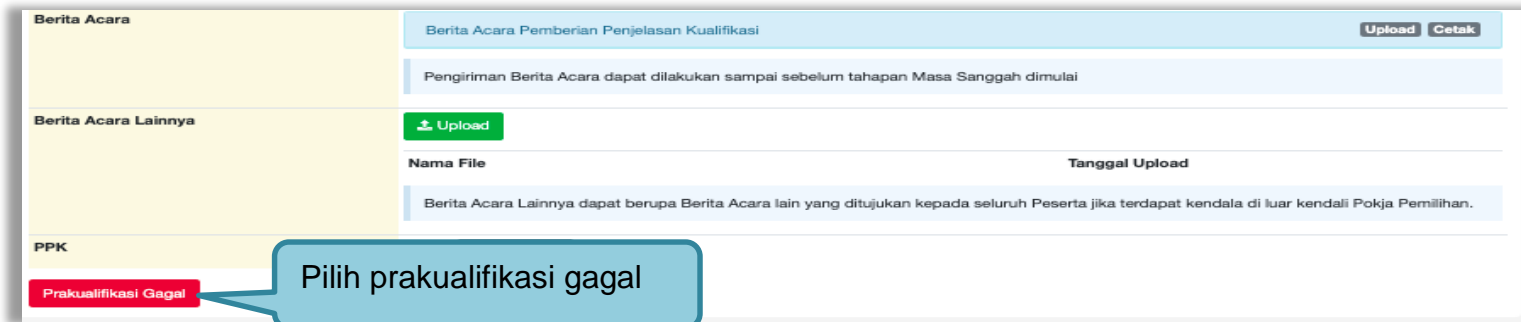 Berita Acara
Berita Acara Pemberian Penjelasan Kualifikasi Upload Cetak
Pengiriman Berita Acara dapat dilakukan sampai sebelum tahapan Masa Sanggah dimulai
Berita Acara Lainnya
Upload
Nama File Tanggal Upload
Berita Acara Lainnya dapat berupa Berita Acara lain yang ditujukan kepada seluruh Peserta jika terdapat kendala di luar kendali Pokja Pemilihan.
PPK
Prakualifikasi Gagal
Pilih prakualifikasi gagal